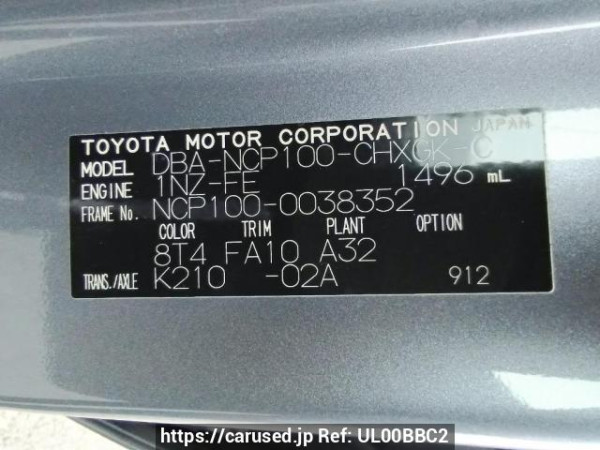 TOYOTA MOTOR CORPORATION JAPAN
MODEL DBA-NCP100-CHXGK-C
ENGINE 1NZ-FE 1496 mL
FRAME No. NCP100-0038352
COLOR TRIM PLANT OPTION
8T4 FA10 A32
TRANS./AXLE K210 -02A 912
https://carused.jp Ref: UL00BBC2